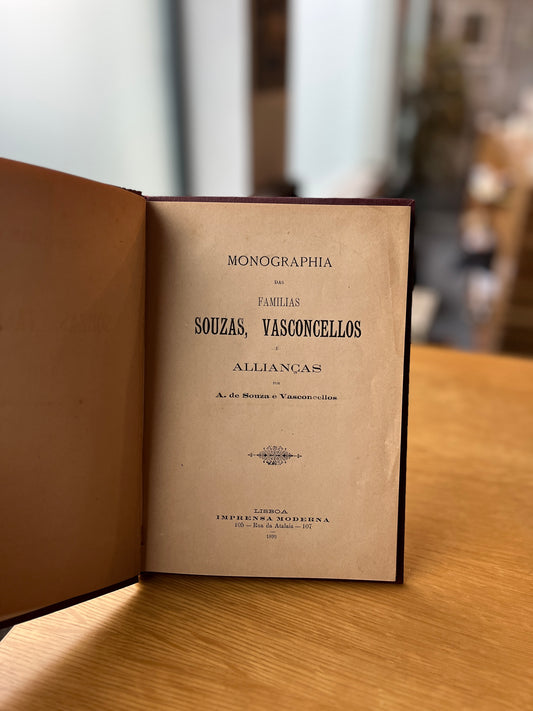 MONOGRAPHIA
DAS
FAMILIAS
SOUZAS, VASCONCELLOS
E
ALLIANÇAS
POR
A. de Souza e Vasconcellos
LISBOA
IMPRENSA MODERNA
105 — Rua da Atalaia — 107
1899